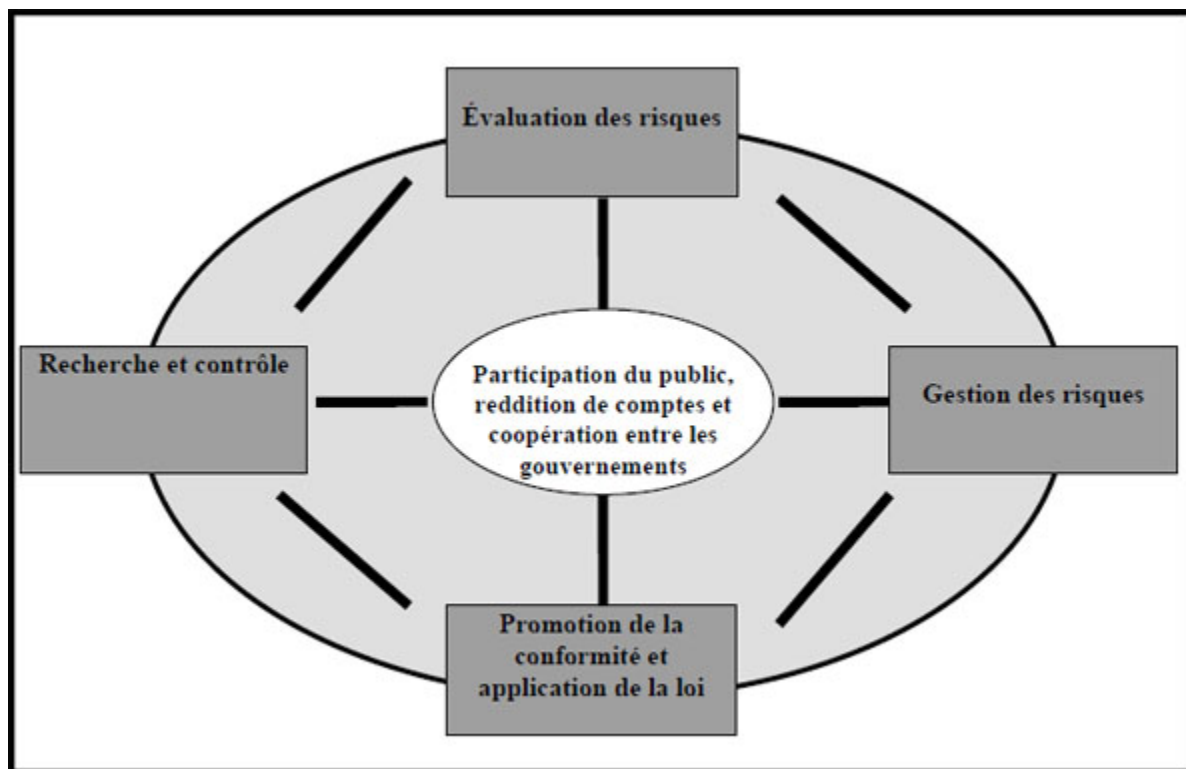 Évaluation des risques
Recherche et contrôle
Participation du public,
reddition de comptes et
coopération entre les
gouvernements
Gestion des risques
Promotion de la
conformité et
application de la loi